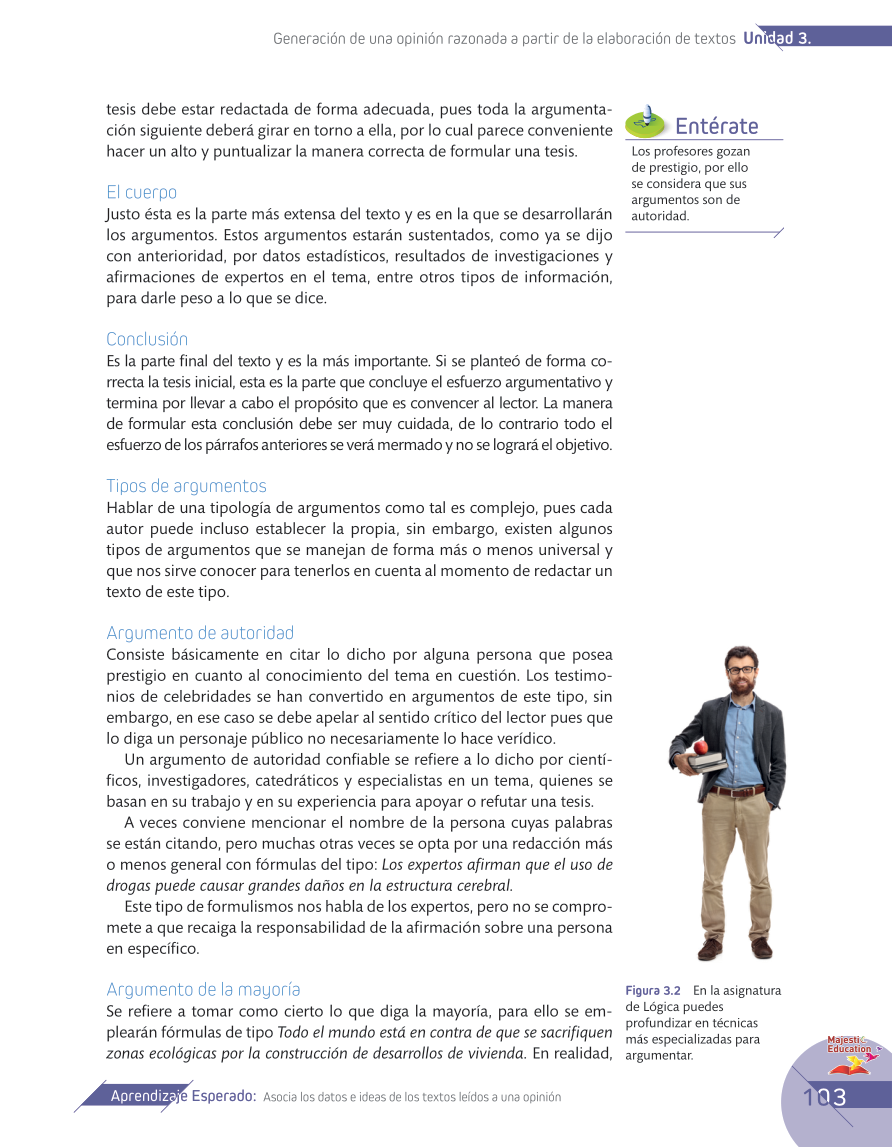 Generación de una opinión razonada a partir de la elaboración de textos Unidad 3.
tesis debe estar redactada de forma adecuada, pues toda la argumenta-
ción siguiente deberá girar en torno a ella, por lo cual parece conveniente
hacer un alto y puntualizar la manera correcta de formular una tesis.
El cuerpo
Justo ésta es la parte más extensa del texto y es en la que se desarrollarán
los argumentos. Estos argumentos estarán sustentados, como ya se dijo
con anterioridad, por datos estadísticos, resultados de investigaciones y
afirmaciones de expertos en el tema, entre otros tipos de información,
para darle peso a lo que se dice.
Conclusión
Es la parte final del texto y es la más importante. Si se planteó de forma co-
rrecta la tesis inicial, esta es la parte que concluye el esfuerzo argumentativo y
termina por llevar a cabo el propósito que es convencer al lector. La manera
de formular esta conclusión debe ser muy cuidada, de lo contrario todo el
esfuerzo de los párrafos anteriores se verá mermado y no se logrará el objetivo.
Tipos de argumentos
Hablar de una tipología de argumentos como tal es complejo, pues cada
autor puede incluso establecer la propia, sin embargo, existen algunos
tipos de argumentos que se manejan de forma más o menos universal y
que nos sirve conocer para tenerlos en cuenta al momento de redactar un
texto de este tipo.
Argumento de autoridad
Consiste básicamente en citar lo dicho por alguna persona que posea
prestigio en cuanto al conocimiento del tema en cuestión. Los testimo-
nios de celebridades se han convertido en argumentos de este tipo, sin
embargo, en ese caso se debe apelar al sentido crítico del lector pues que
lo diga un personaje público no necesariamente lo hace verídico.
Un argumento de autoridad confiable se refiere a lo dicho por cientí-
ficos, investigadores, catedráticos y especialistas en un tema, quienes se
basan en su trabajo y en su experiencia para apoyar o refutar una tesis.
A veces conviene mencionar el nombre de la persona cuyas palabras
se están citando, pero muchas otras veces se opta por una redacción más
o menos general con fórmulas del tipo: Los expertos afirman que el uso de
drogas puede causar grandes daños en la estructura cerebral.
Este tipo de formulismos nos habla de los expertos, pero no se compro-
mete a que recaiga la responsabilidad de la afirmación sobre una persona
en específico.
Argumento de la mayoría
Se refiere a tomar como cierto lo que diga la mayoría, para ello se em-
plearán fórmulas de tipo Todo el mundo está en contra de que se sacrifiquen
zonas ecológicas por la construcción de desarrollos de vivienda. En realidad,
Entérate
Los profesores gozan
de prestigio, por ello
se considera que sus
argumentos son de
autoridad.
Figura 3.2 En la asignatura
de Lógica puedes
profundizar en técnicas
más especializadas para
argumentar.
Majestic
Education
Aprendizaje Esperado: Asocia los datos e ideas de los textos leídos a una opinión
103